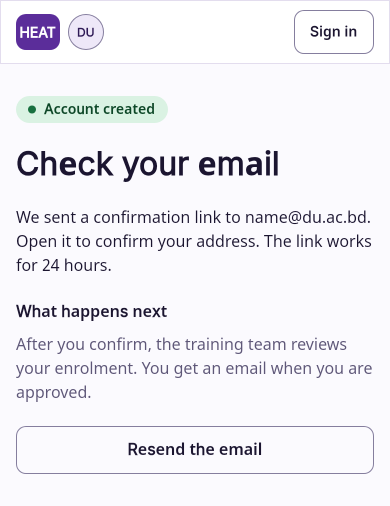 HEAT
DU
Sign in
Account created
Check your email
We sent a confirmation link to name@du.ac.bd.
Open it to confirm your address. The link works
for 24 hours.
What happens next
After you confirm, the training team reviews
your enrolment. You get an email when you are
approved.
Resend the email